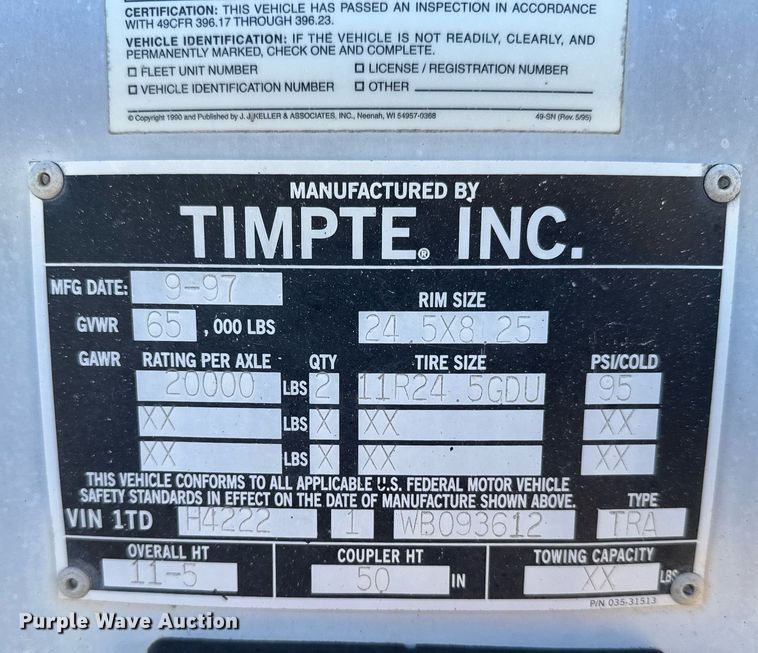 CERTIFICATION: THIS VEHICLE HAS PASSED AN INSPECTION IN ACCORDANCE
WITH 49CFR 396.17 THROUGH 396.23.
VEHICLE IDENTIFICATION: IF THE VEHICLE IS NOT READILY, CLEARLY, AND
PERMANENTLY MARKED, CHECK ONE AND COMPLETE.
☐ FLEET UNIT NUMBER ☐ LICENSE / REGISTRATION NUMBER
☐ VEHICLE IDENTIFICATION NUMBER ☐ OTHER
© Copyright 1990 and Published by J. J. KELLER & ASSOCIATES, INC., Neenah, WI 54957-0368 49-SN (Rev. 5/95)
MANUFACTURED BY
TIMPTE® INC.
MFG DATE: 9-97 RIM SIZE
GVWR 65 ,000 LBS 24.5X8.25
GAWR RATING PER AXLE QTY TIRE SIZE PSI/COLD
20000 LBS 2 11R24.5GDU 95
XX LBS X XX XX
XX LBS X XX XX
THIS VEHICLE CONFORMS TO ALL APPLICABLE U.S. FEDERAL MOTOR VEHICLE
SAFETY STANDARDS IN EFFECT ON THE DATE OF MANUFACTURE SHOWN ABOVE. TYPE
VIN 1TD H4222 1 WB093612 TRA
OVERALL HT COUPLER HT TOWING CAPACITY
11-5 50 IN XX LBS
P/N 035-31513
Purple Wave Auction